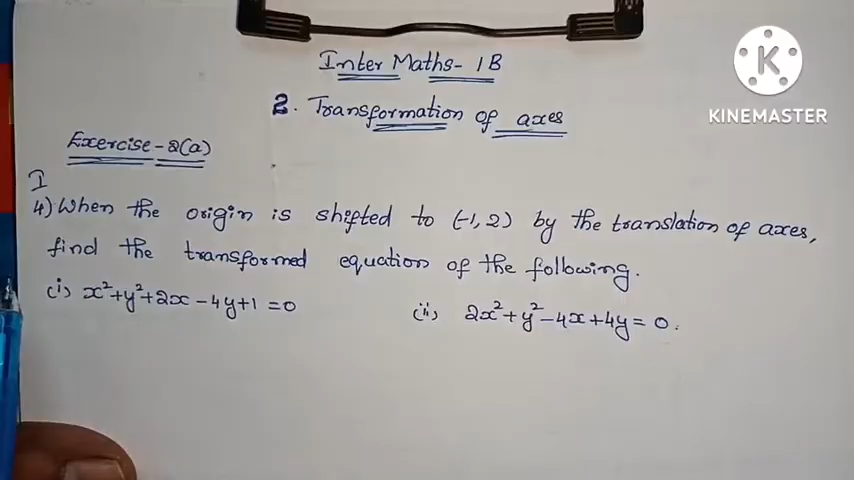 Inter Maths- 1B
2. Transformation of axes
Exercise-2(a)
I
4) When the origin is shifted to (-1, 2) by the translation of axes,
find the transformed equation of the following.
(i) x²+y²+2x-4y+1=0 (ii) 2x²+y²-4x+4y=0.
K
KINEMASTER